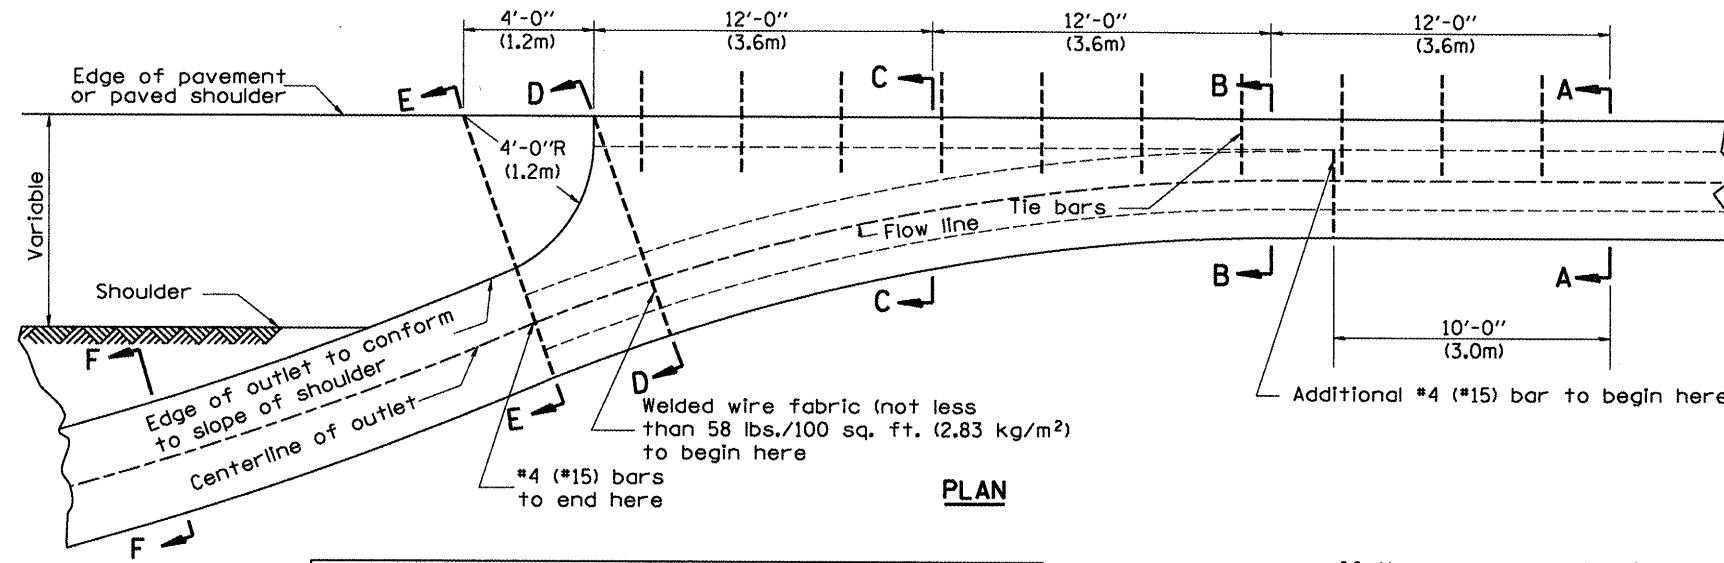 4'-0"
(1.2m)
12'-0"
(3.6m)
12'-0"
(3.6m)
12'-0"
(3.6m)
Edge of pavement
or paved shoulder
E
D
C
B
A
4'-0"R
(1.2m)
Variable
Tie bars
Flow line
Shoulder
B
A
C
10'-0"
(3.0m)
F
Edge of outlet to conform
to slope of shoulder
D
E
Additional #4 (#15) bar to begin here
Welded wire fabric (not less
than 58 lbs./100 sq. ft. (2.83 kg/m²)
to begin here
Centerline of outlet
#4 (#15) bars
to end here
PLAN
F